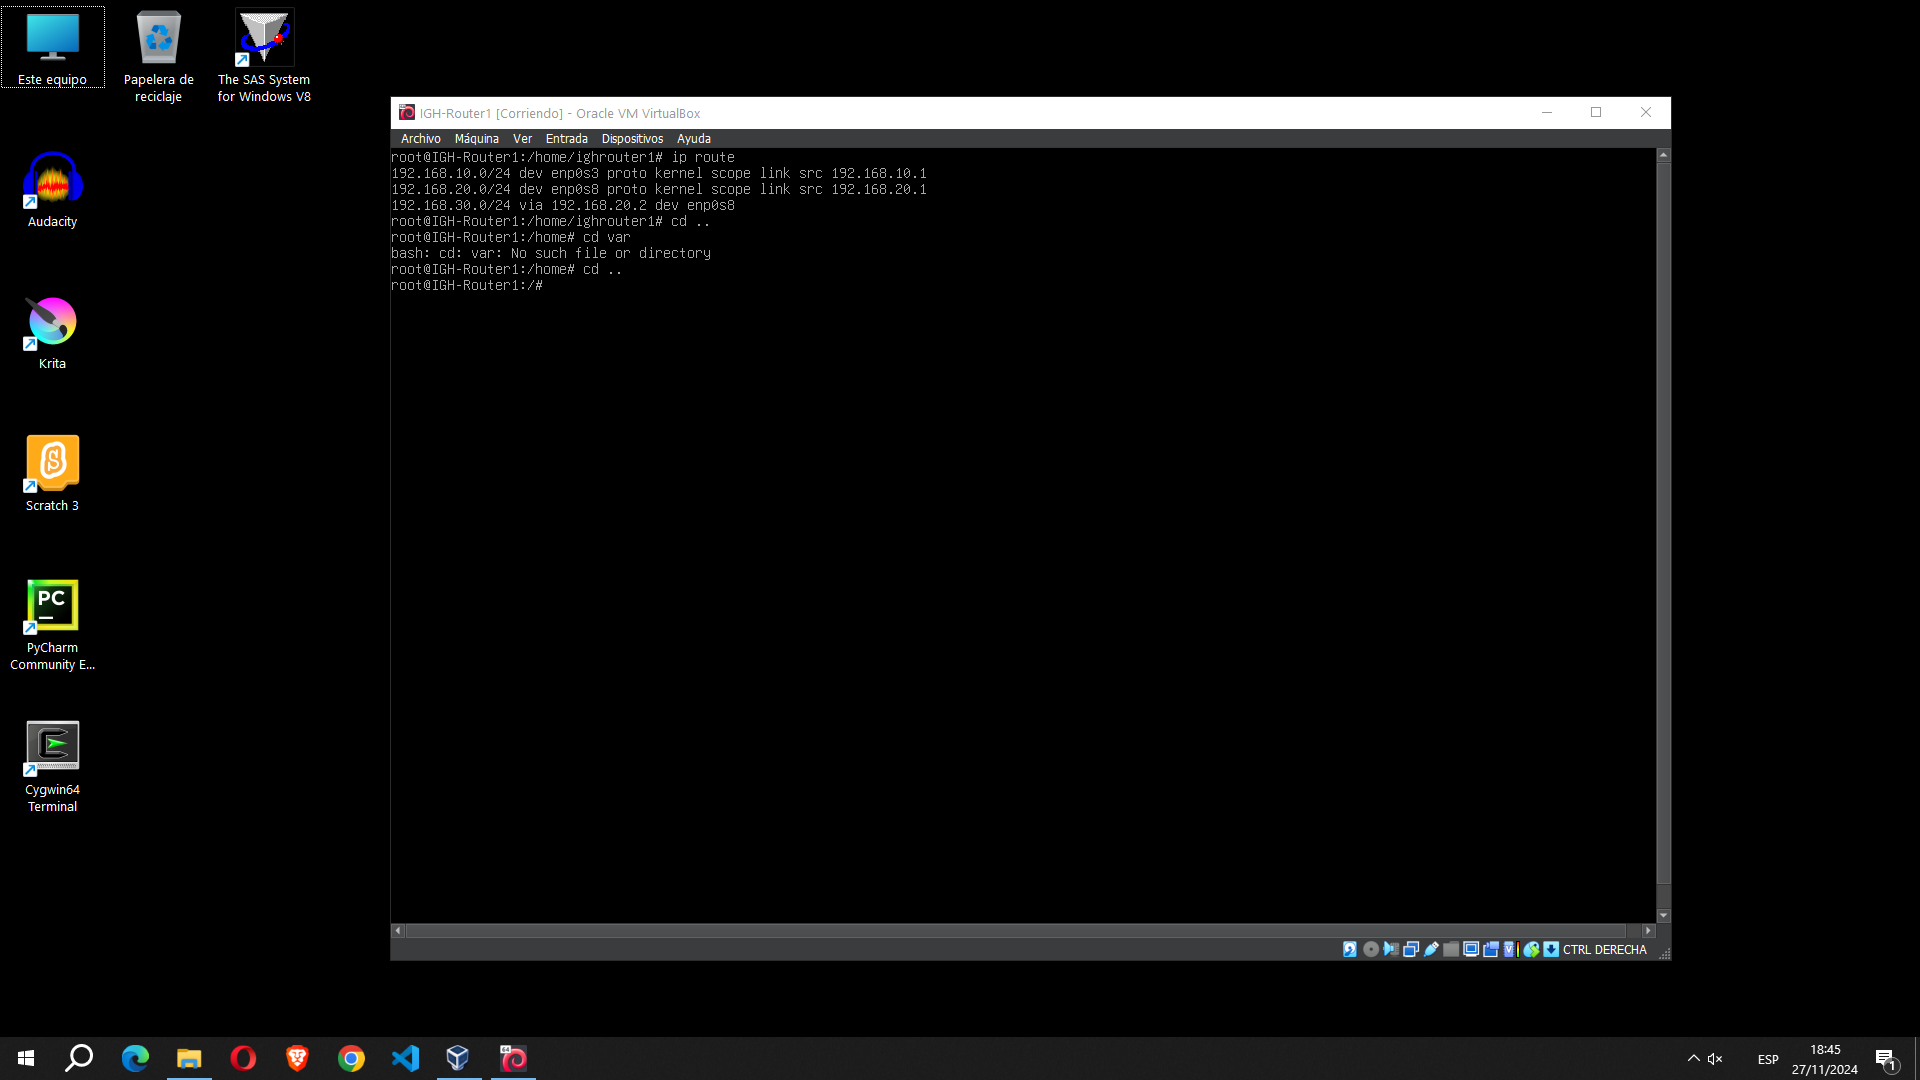 Este equipo
Papelera de
reciclaje
The SAS System
for Windows V8
Audacity
Krita
Scratch 3
PC
PyCharm
Community E...
Cygwin64
Terminal
IGH-Router1 [Corriendo] - Oracle VM VirtualBox
Archivo Máquina Ver Entrada Dispositivos Ayuda
root@IGH-Router1:/home/ighrouter1# ip route
192.168.10.0/24 dev enp0s3 proto kernel scope link src 192.168.10.1
192.168.20.0/24 dev enp0s8 proto kernel scope link src 192.168.20.1
192.168.30.0/24 via 192.168.20.2 dev enp0s8
root@IGH-Router1:/home/ighrouter1# cd ..
root@IGH-Router1:/home# cd var
bash: cd: var: No such file or directory
root@IGH-Router1:/home# cd ..
root@IGH-Router1:/#
CTRL DERECHA
64
ESP
18:45
27/11/2024
1